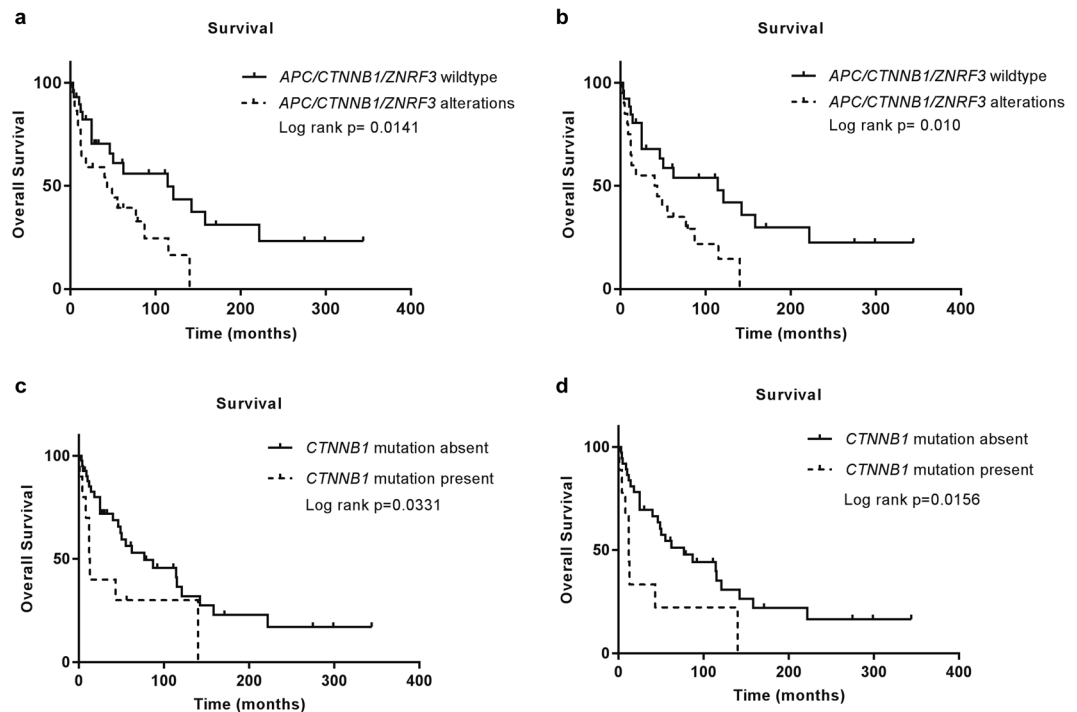 a
Survival
APC/CTNNB1/ZNRF3 wildtype
APC/CTNNB1/ZNRF3 alterations
Log rank p= 0.0141
Overall Survival
100
50
0
0 100 200 300 400
Time (months)
b
Survival
APC/CTNNB1/ZNRF3 wildtype
APC/CTNNB1/ZNRF3 alterations
Log rank p= 0.010
Overall Survival
100
50
0
0 100 200 300 400
Time (months)
c
Survival
CTNNB1 mutation absent
CTNNB1 mutation present
Log rank p=0.0331
Overall Survival
100
50
0
0 100 200 300 400
Time (months)
d
Survival
CTNNB1 mutation absent
CTNNB1 mutation present
Log rank p=0.0156
Overall Survival
100
50
0
0 100 200 300 400
Time (months)